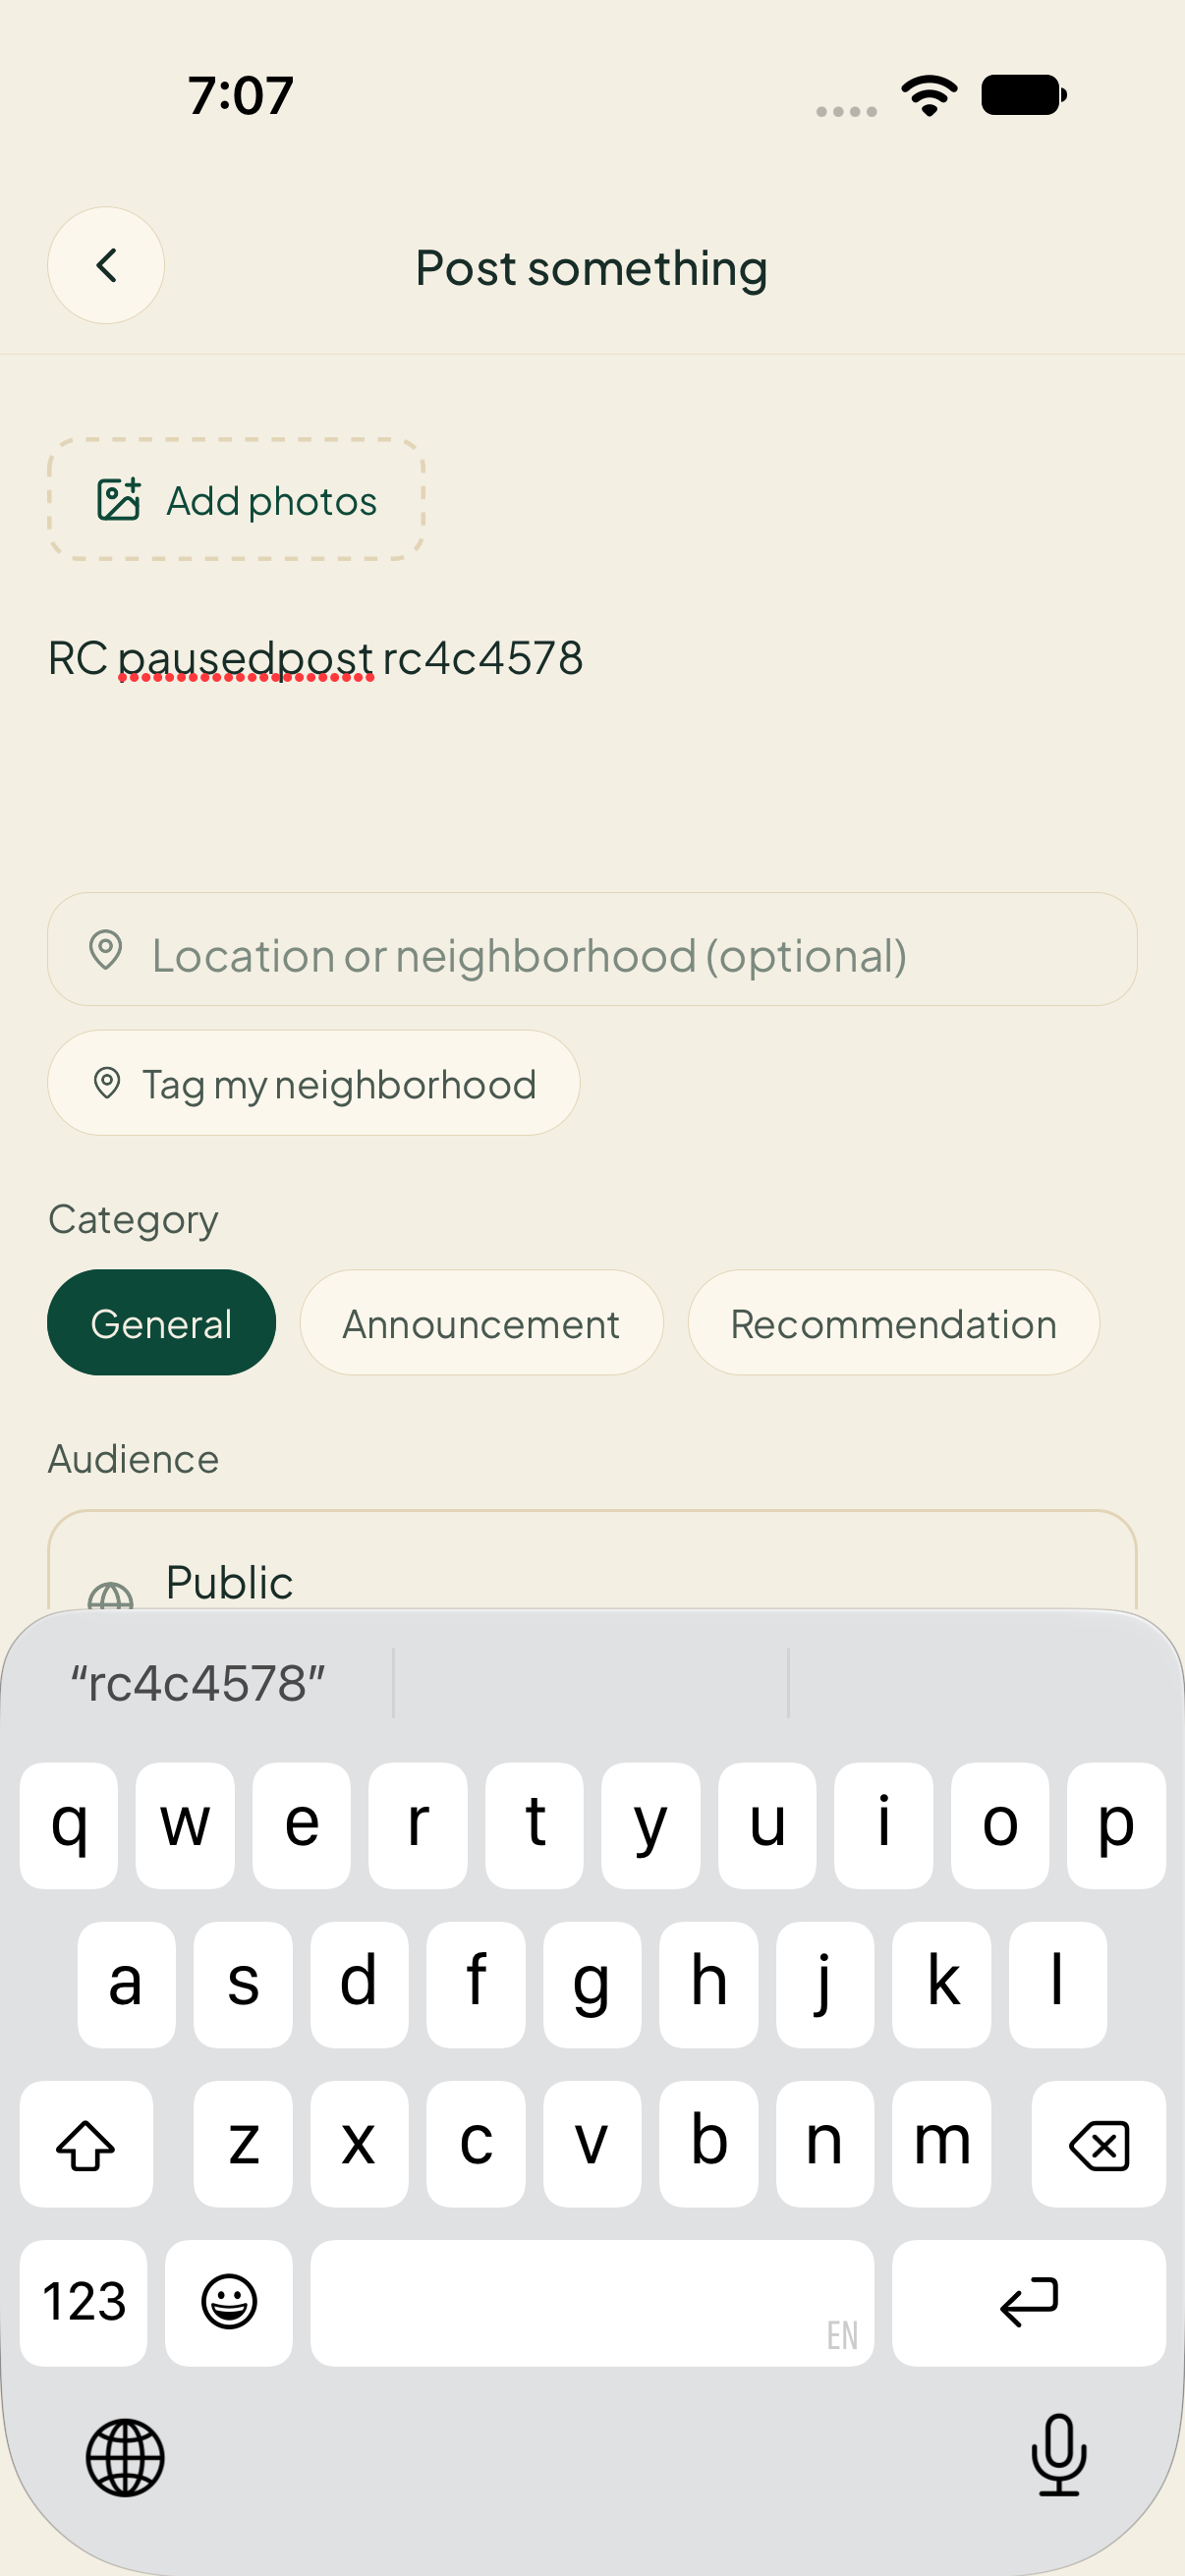 7:07
Post something
Add photos
RC pausedpost rc4c4578
Location or neighborhood (optional)
Tag my neighborhood
Category
General Announcement Recommendation
Audience
Public
“rc4c4578”
q w e r t y u i o p
a s d f g h j k l
z x c v b n m
123
EN